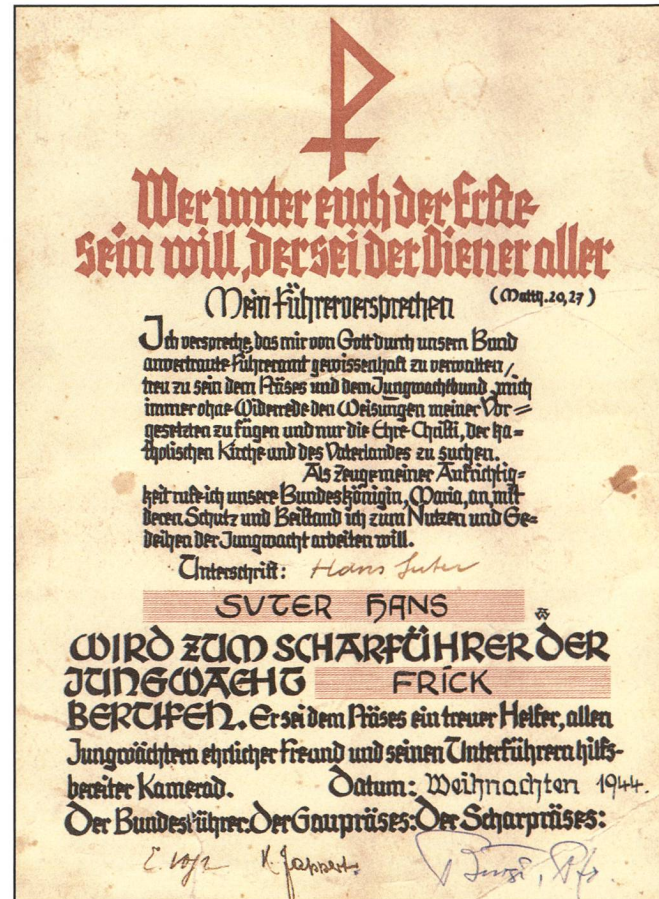 Wer unter euch der Erste
sein will, der sei der Diener aller
(Matth. 20, 27)
Mein Führerversprechen
Ich verspreche, das mir von Gott durch unsern Bund
anvertraute Führeramt gewissenhaft zu verwalten,
treu zu sein dem Präses und dem Jungwachtbund, mich
immer ohne Widerrede den Weisungen meiner Vor=
gesetzten zu fügen und nur die Ehre Christi, der ka=
tholischen Kirche und des Vaterlandes zu suchen.
Als Zeuge meiner Aufrichtig=
keit rufe ich unsere Bundeskönigin, Maria, an, mit
deren Schutz und Beistand ich zum Nutzen und Ge=
deihen der Jungwacht arbeiten will.
Unterschrift: Hans Suter
SUTER HANS
WIRD ZUM SCHARFÜHRER DER
JUNGWACHT FRICK
BERUFEN. Er sei dem Präses ein treuer Helfer, allen
Jungwächtern ehrlicher Freund und seinen Unterführern hilfs-
bereiter Kamerad. Datum: Weihnachten 1944.
Der Bundesführer: Der Gaupräses: Der Scharpräses: